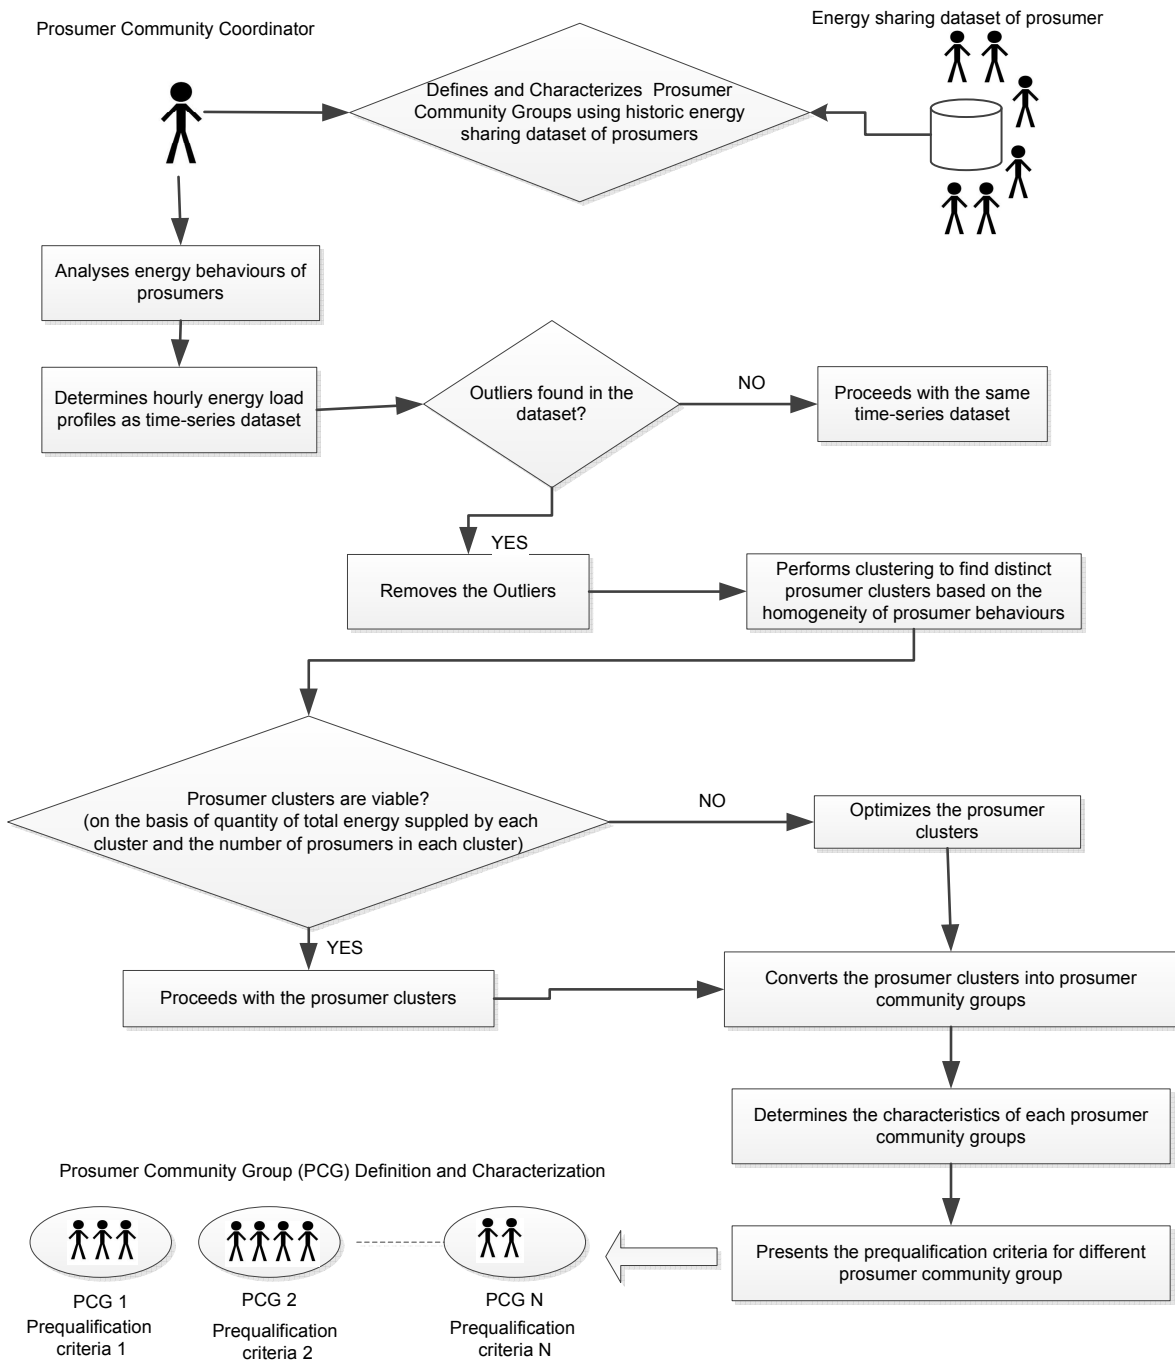 Prosumer Community Coordinator
Energy sharing dataset of prosumer
Defines and Characterizes Prosumer
Community Groups using historic energy
sharing dataset of prosumers
Analyses energy behaviours of
prosumers
Determines hourly energy load
profiles as time-series dataset
Outliers found in the
dataset?
NO
Proceeds with the same
time-series dataset
YES
Removes the Outliers
Performs clustering to find distinct
prosumer clusters based on the
homogeneity of prosumer behaviours
Prosumer clusters are viable?
(on the basis of quantity of total energy suppled by each
cluster and the number of prosumers in each cluster)
NO
Optimizes the prosumer
clusters
YES
Proceeds with the prosumer clusters
Converts the prosumer clusters into prosumer
community groups
Determines the characteristics of each prosumer
community groups
Presents the prequalification criteria for different
prosumer community group
Prosumer Community Group (PCG) Definition and Characterization
PCG 1
Prequalification
criteria 1
PCG 2
Prequalification
criteria 2
PCG N
Prequalification
criteria N